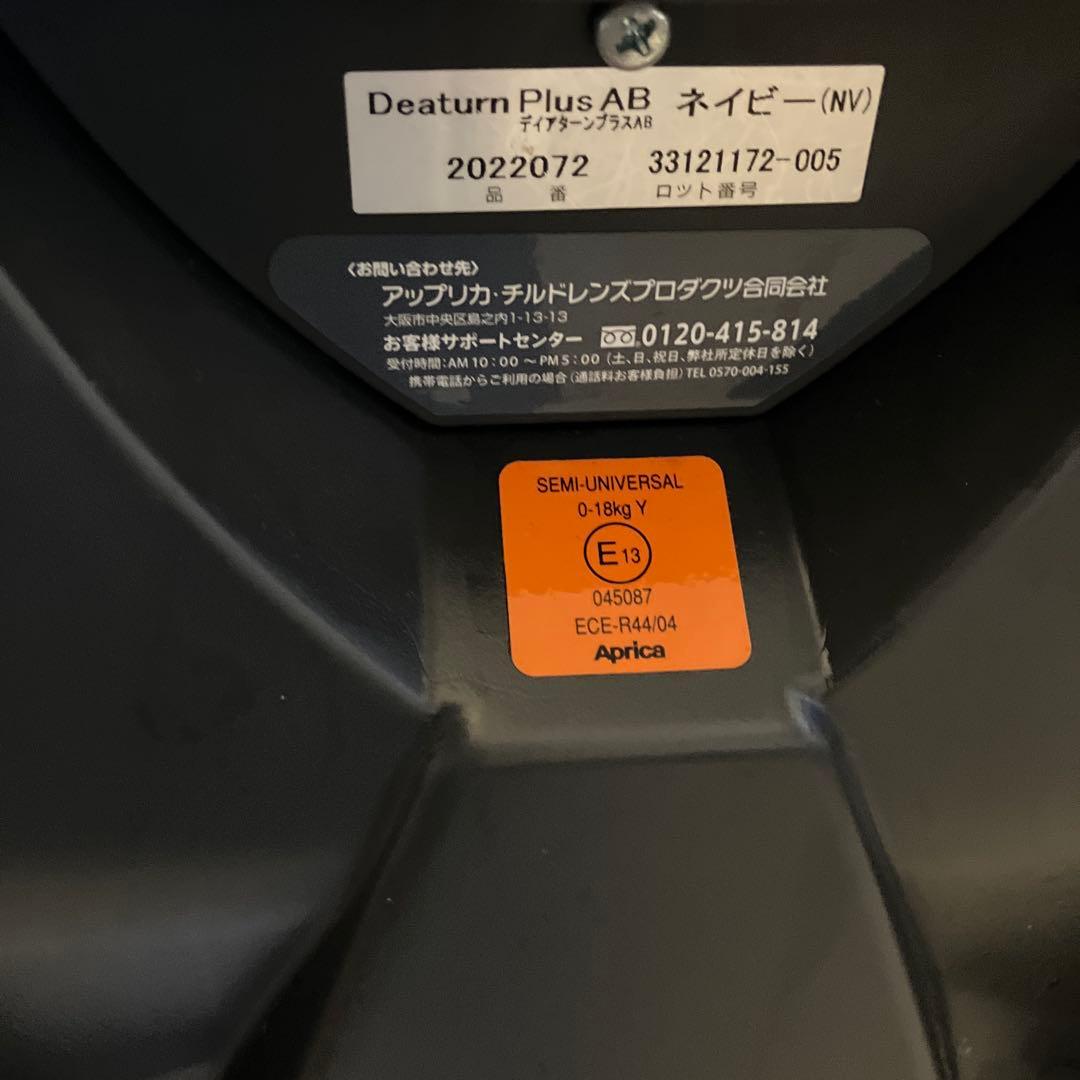 Deaturn Plus AB ネイビー(NV)
ディアターンプラスAB
2022072 33121172-005
品 番 ロット番号
〈お問い合わせ先〉
アップリカ・チルドレンズプロダクツ合同会社
大阪市中央区島之内1-13-13
お客様サポートセンター 0120-415-814
受付時間:AM10:00～PM5:00(土、日、祝日、弊社所定休日を除く)
携帯電話からご利用の場合(通話料お客様負担)TEL 0570-004-155
SEMI-UNIVERSAL
0-18kg Y
E 13
045087
ECE-R44/04
Aprica